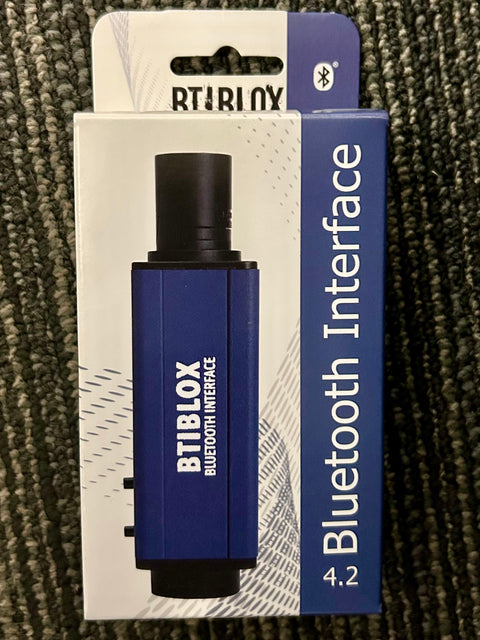 BTIBLOX
BTIBLOX
BLUETOOTH INTERFACE
Bluetooth Interface
4.2